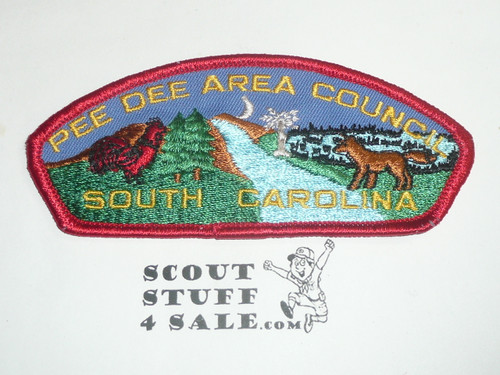 PEE DEE AREA COUNCIL
SOUTH CAROLINA
SCOUT
STUFF
4 SALE.com